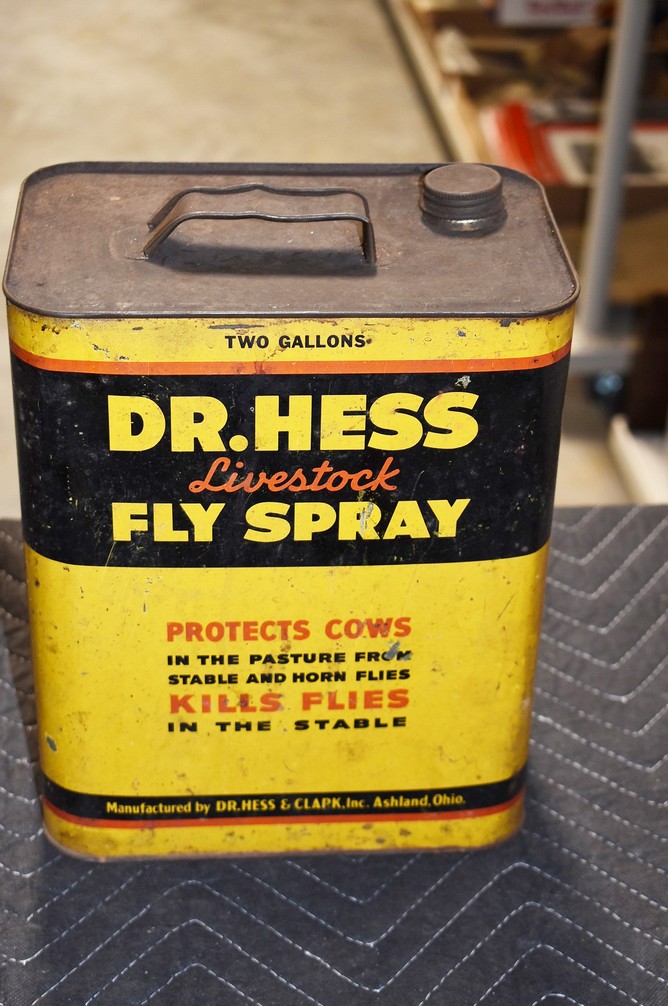 TWO GALLONS
DR. HESS
Livestock
FLY SPRAY
PROTECTS COWS
IN THE PASTURE FROM
STABLE AND HORN FLIES
KILLS FLIES
IN THE STABLE
Manufactured by DR. HESS & CLARK, Inc. Ashland, Ohio.